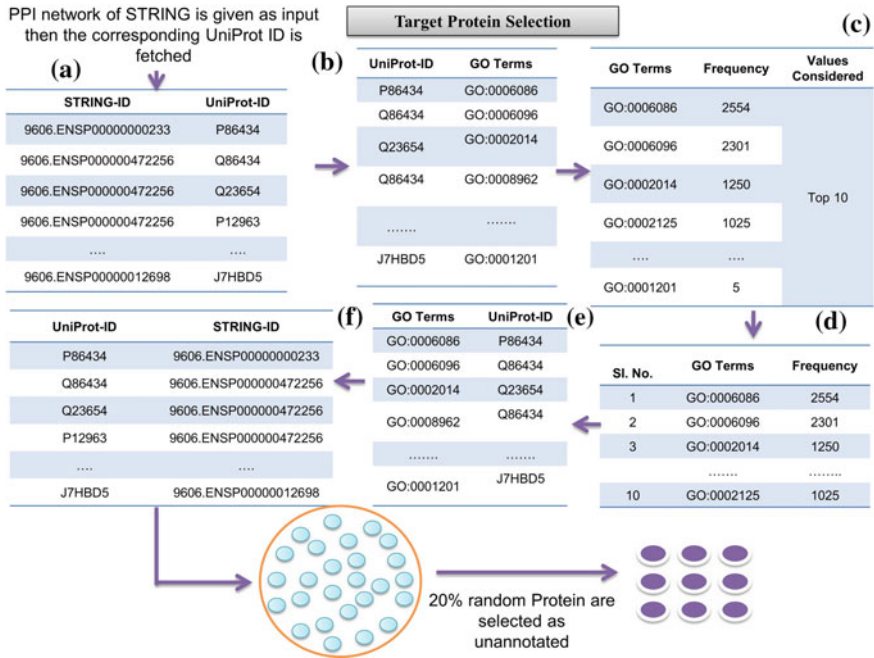 PPI network of STRING is given as input
then the corresponding UniProt ID is
fetched
Target Protein Selection
(a)
STRING-ID UniProt-ID
9606.ENSP00000000233 P86434
9606.ENSP000000472256 Q86434
9606.ENSP000000472256 Q23654
9606.ENSP000000472256 P12963
.... ....
9606.ENSP00000012698 J7HBD5
(b)
UniProt-ID GO Terms
P86434 GO:0006086
Q86434 GO:0006096
Q23654 GO:0002014
Q86434 GO:0008962
....... .......
J7HBD5 GO:0001201
(c)
GO Terms Frequency Values Considered
GO:0006086 2554
GO:0006096 2301
GO:0002014 1250
Top 10
GO:0002125 1025
.... ....
GO:0001201 5
(d)
Sl. No. GO Terms Frequency
1 GO:0006086 2554
2 GO:0006096 2301
3 GO:0002014 1250
....... ........
10 GO:0002125 1025
(e)
GO Terms UniProt-ID
GO:0006086 P86434
GO:0006096 Q86434
GO:0002014 Q23654
GO:0008962 Q86434
....... .......
GO:0001201 J7HBD5
(f)
UniProt-ID STRING-ID
P86434 9606.ENSP00000000233
Q86434 9606.ENSP000000472256
Q23654 9606.ENSP000000472256
P12963 9606.ENSP000000472256
.... ....
J7HBD5 9606.ENSP00000012698
20% random Protein are
selected as
unannotated